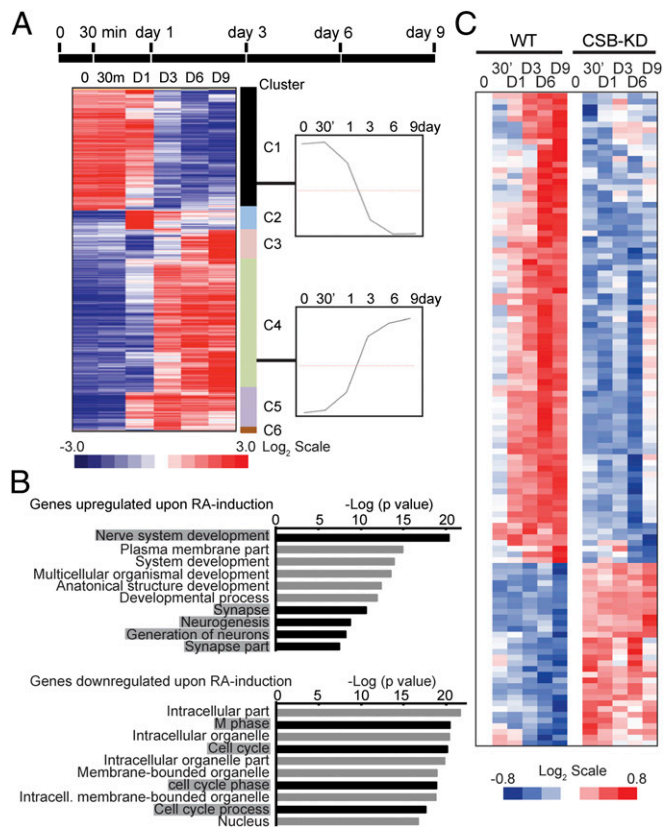 A
0 30 min day 1 day 3 day 6 day 9
0 30m D1 D3 D6 D9
Cluster
C1
C2
C3
C4
C5
C6
0 30' 1 3 6 9day
0 30' 1 3 6 9day
-3.0 3.0 Log2 Scale
B
Genes upregulated upon RA-induction
-Log (p value)
0 5 10 15 20
Nerve system development
Plasma membrane part
System development
Multicellular organismal development
Anatonical structure development
Developmental process
Synapse
Neurogenesis
Generation of neurons
Synapse part
Genes downregulated upon RA-induction
-Log (p value)
0 5 10 15 20
Intracellular part
M phase
Intracellular organelle
Cell cycle
Intracellular organelle part
Membrane-bounded organelle
cell cycle phase
Intracell. membrane-bounded organelle
Cell cycle process
Nucleus
C
WT CSB-KD
0 30' D1 D3 D6 D9
0 30' D1 D3 D6 D9
Log2 Scale
-0.8 0.8